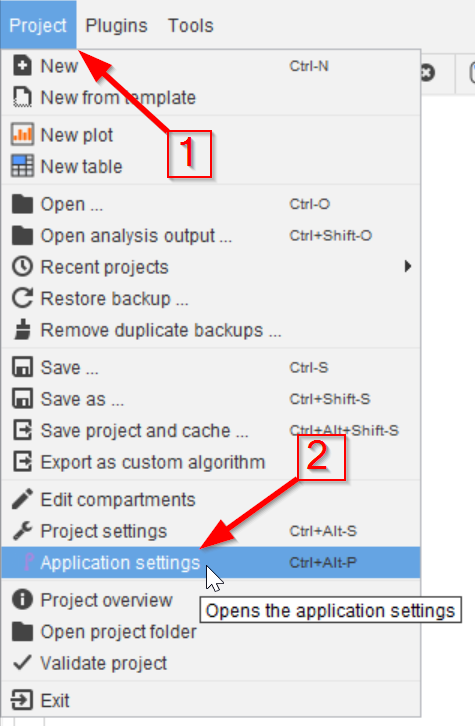 Project Plugins Tools
New Ctrl-N
New from template
1
New plot
New table
Open ... Ctrl-O
Open analysis output ... Ctrl+Shift-O
Recent projects
Restore backup ...
Remove duplicate backups ...
Save ... Ctrl-S
Save as ... Ctrl+Shift-S
Save project and cache ... Ctrl+Alt+Shift-S
2
Export as custom algorithm
Edit compartments
Project settings Ctrl+Alt-S
Application settings Ctrl+Alt-P
Project overview
Opens the application settings
Open project folder
Validate project
Exit